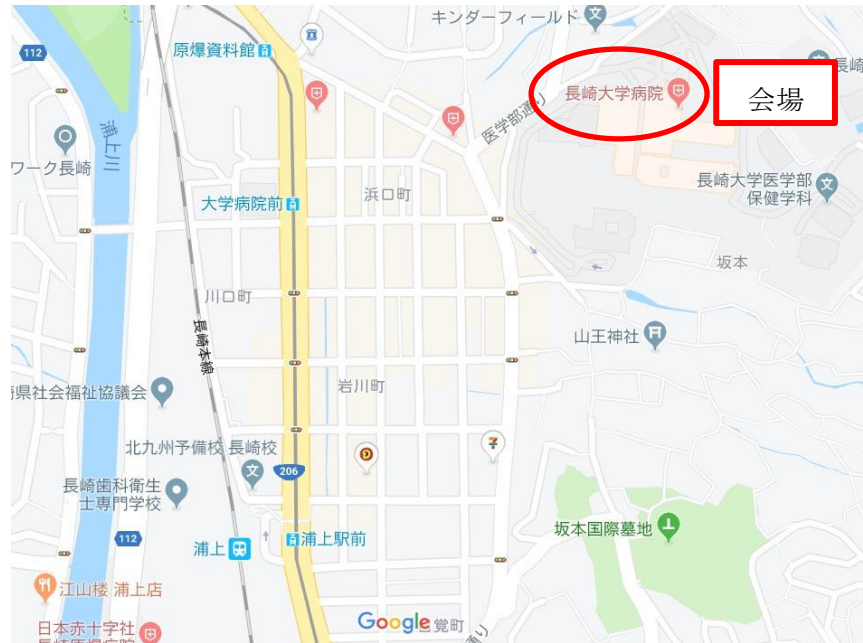 キンダーフィールド
112
原爆資料館
長崎大学病院
会場
長崎
医学部通り
浦上川
ワーク長崎
長崎大学医学部
保健学科
大学病院前
浜口町
坂本
川口町
山王神社
長崎本線
県社会福祉協議会
岩川町
北九州予備校 長崎校
206
長崎歯科衛生
士専門学校
坂本国際墓地
112
浦上
浦上駅前
江山楼 浦上店
Google
覚町
日本赤十字社
長崎原爆病院